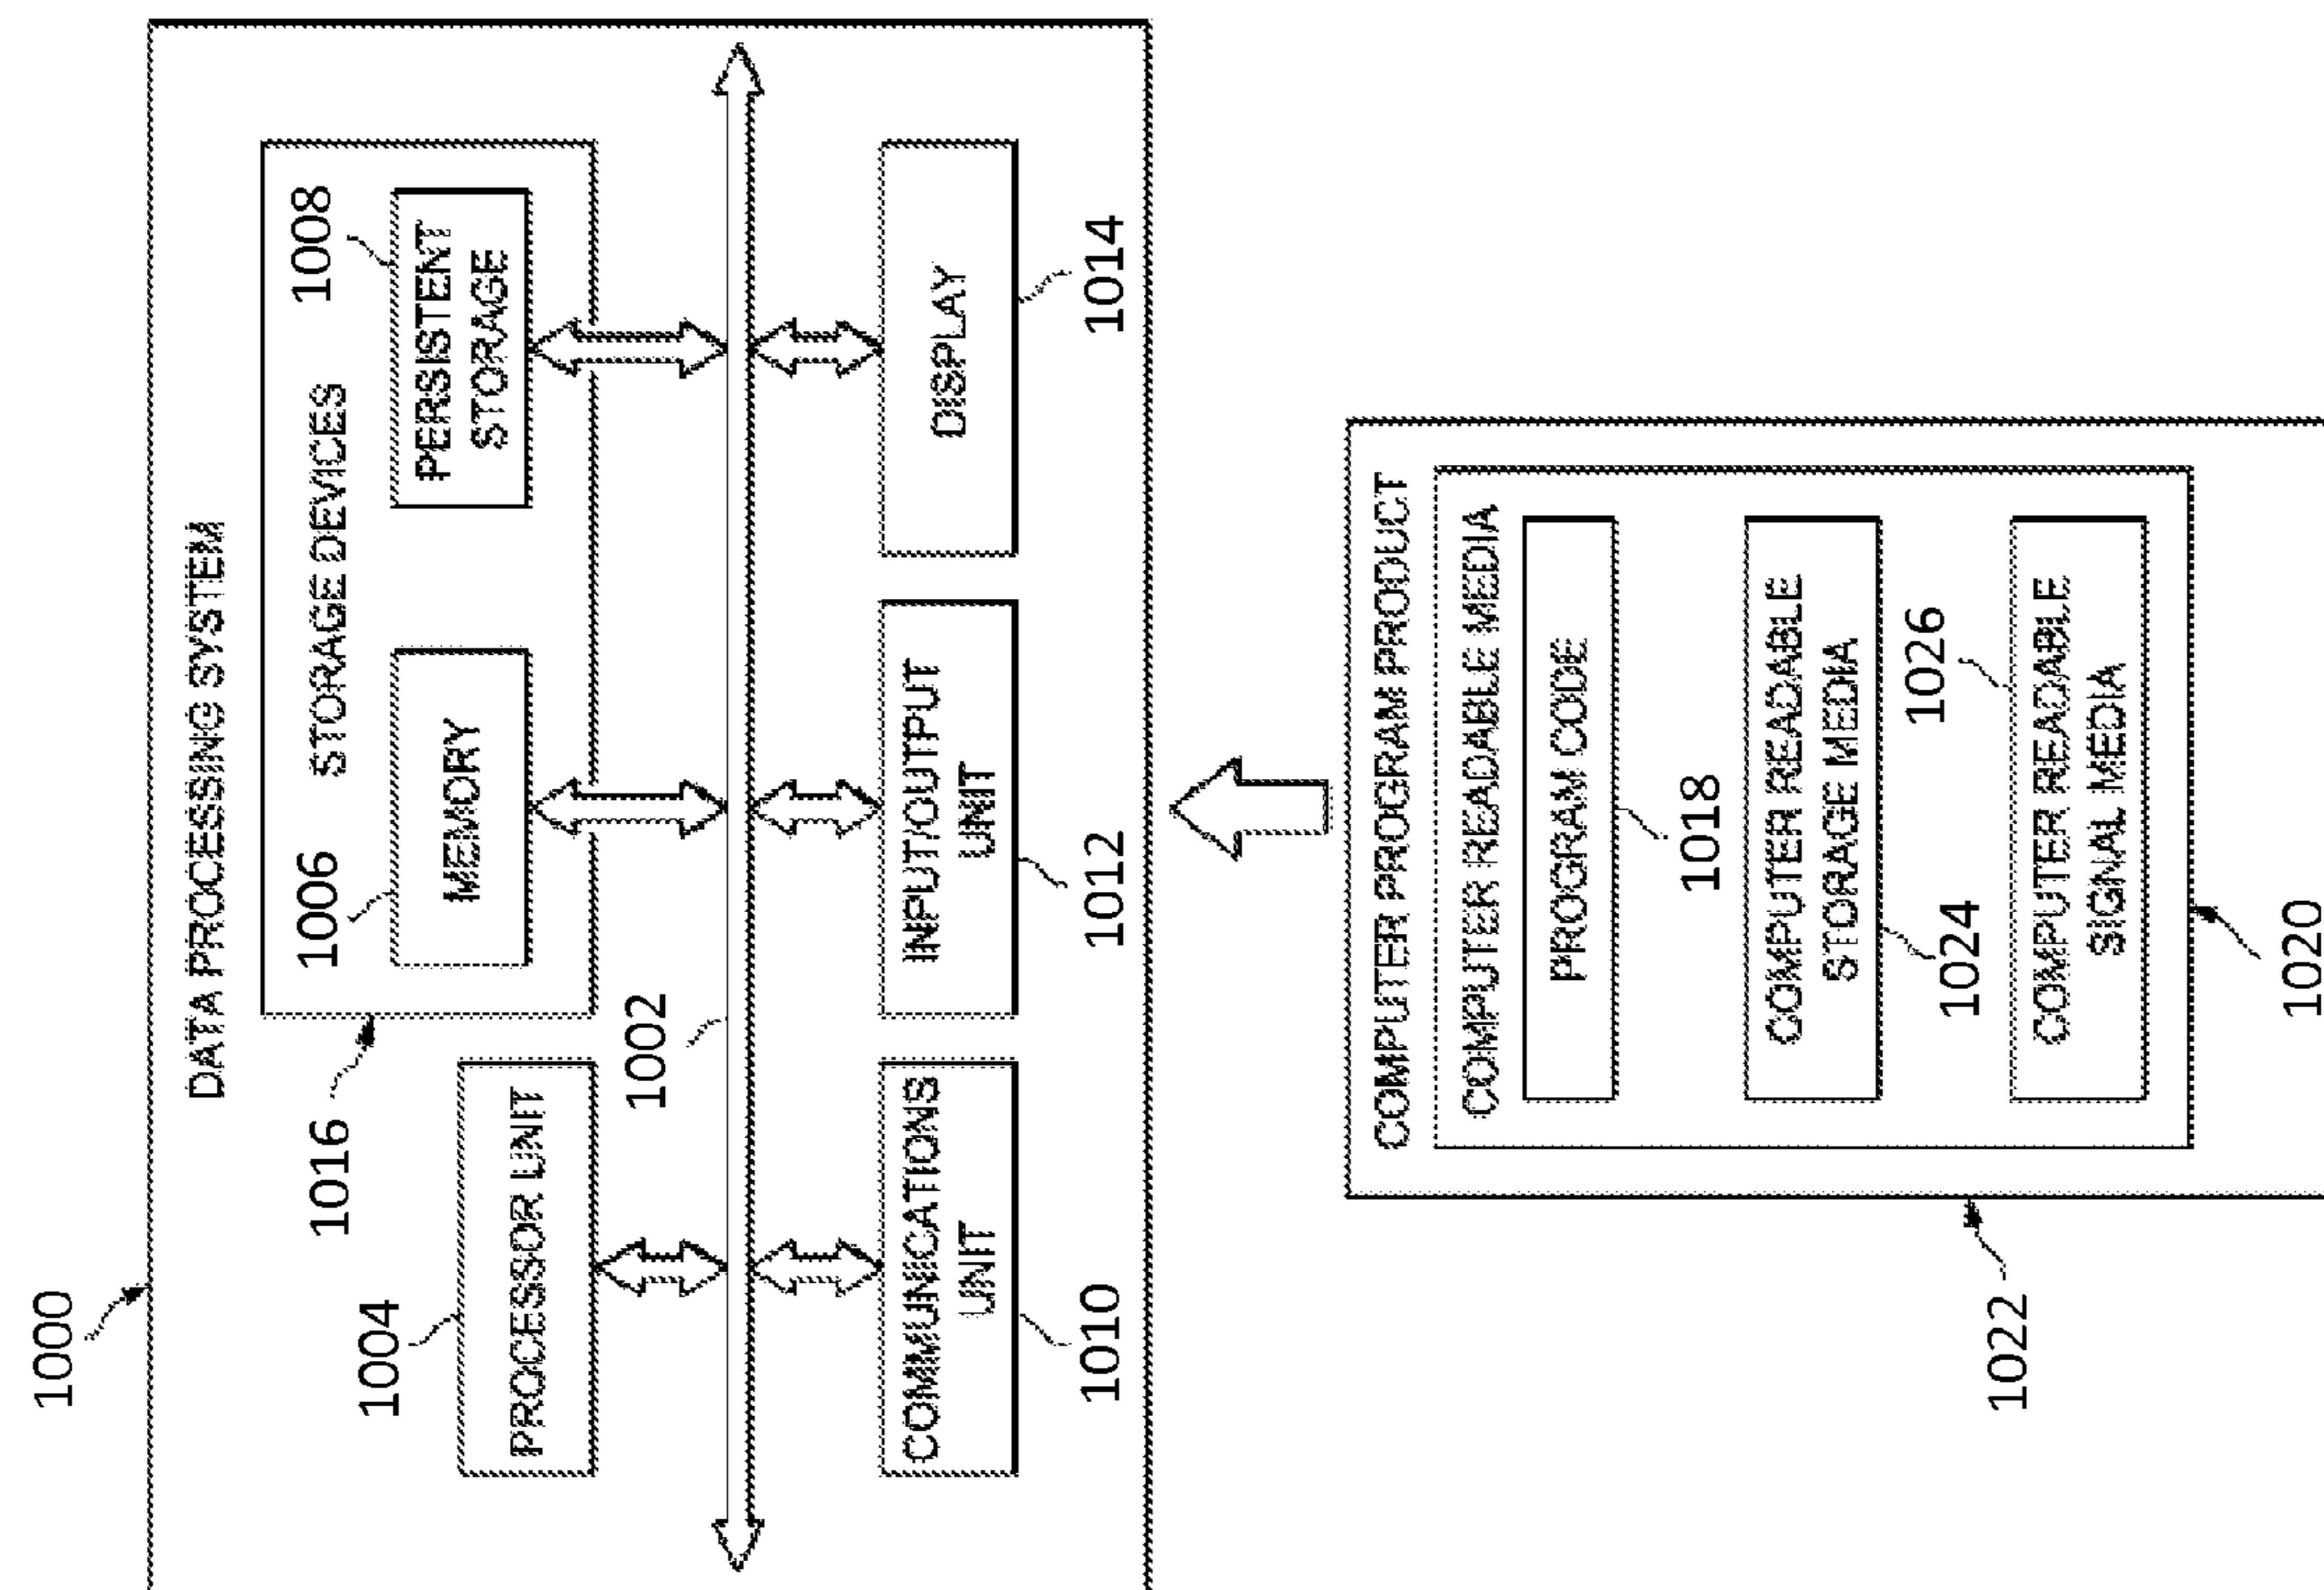 1000
DATA PROCESSING SYSTEM
1016
STORAGE DEVICES
1004
1006
1008
PROCESSOR UNIT
MEMORY
PERSISTENT
STORAGE
1002
COMMUNICATIONS
UNIT
INPUT/OUTPUT
UNIT
DISPLAY
1010
1012
1014
COMPUTER PROGRAM PRODUCT
COMPUTER READABLE MEDIA
PROGRAM CODE
1018
COMPUTER READABLE
STORAGE MEDIA
1024
1026
COMPUTER READABLE
SIGNAL MEDIA
1022
1020